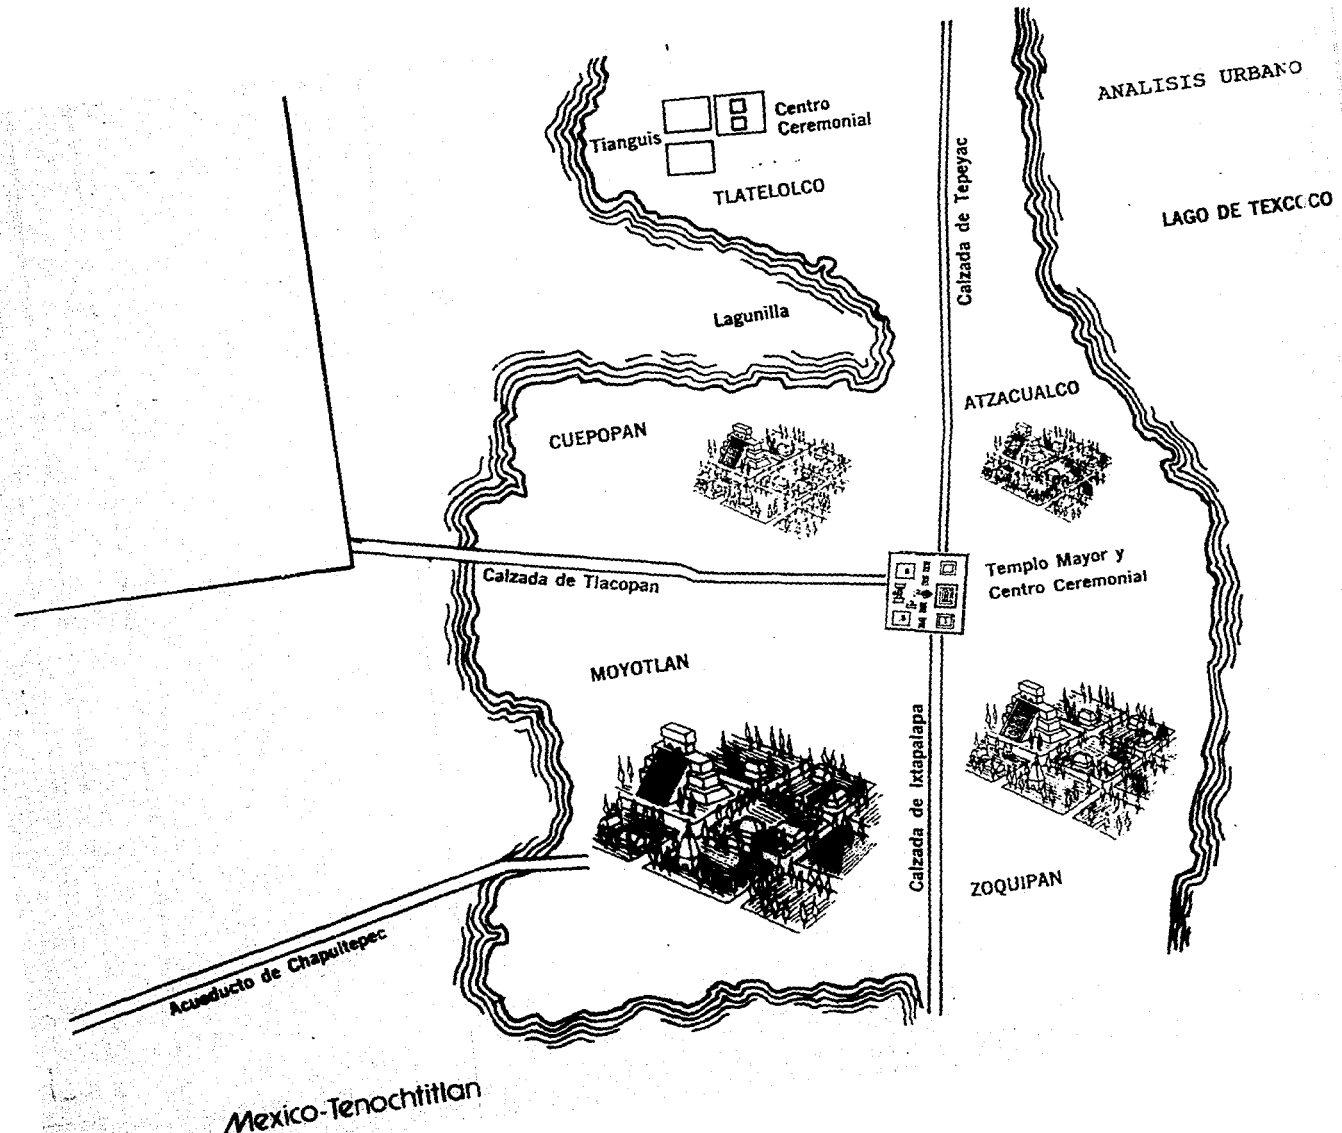 ANALISIS URBANO
Centro
Ceremonial
Tianguis
TLATELOLCO
Calzada de Tepeyac
LAGO DE TEXCOCO
Lagunilla
ATZACUALCO
CUEPOPAN
Templo Mayor y
Centro Ceremonial
Calzada de Tlacopan
MOYOTLAN
Calzada de Ixtapalapa
ZOQUIPAN
Acueducto de Chapultepec
Mexico-Tenochtitlan